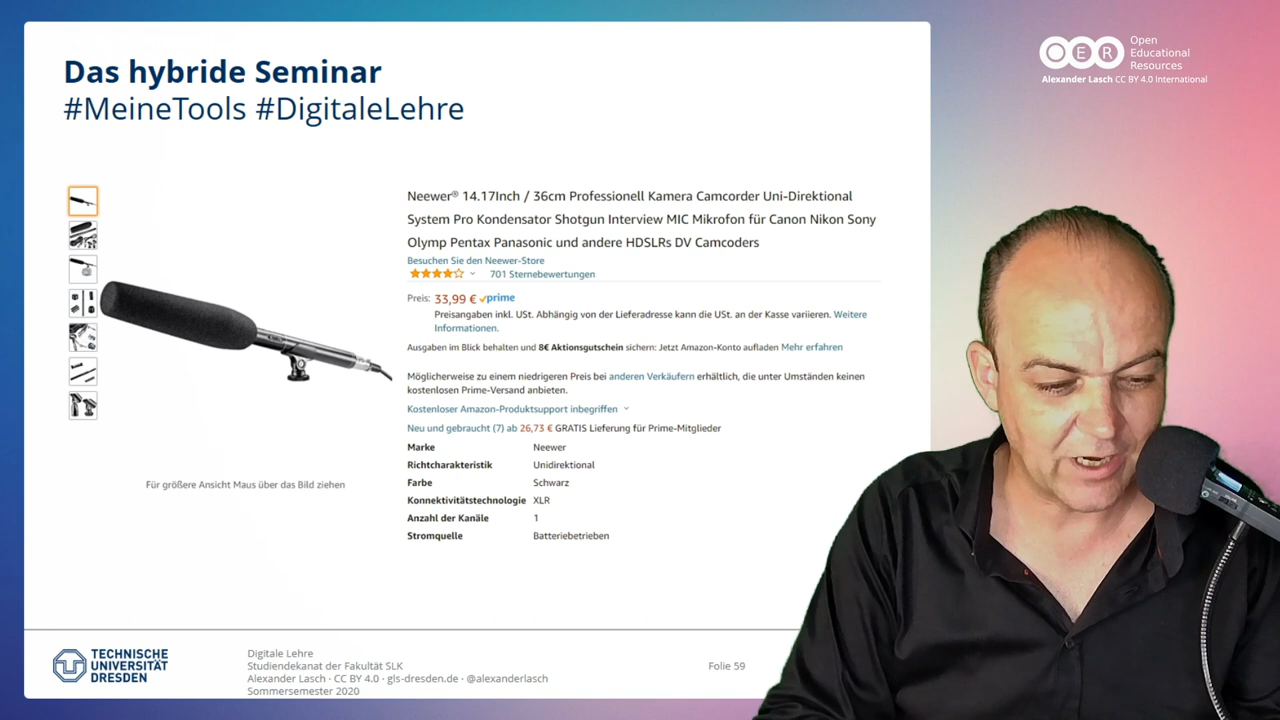 Das hybride Seminar
#MeineTools #DigitaleLehre
OER
Open
Educational
Resources
Alexander Lasch CC BY 4.0 International
Neewer® 14.17Inch / 36cm Professionell Kamera Camcorder Uni-Direktional
System Pro Kondensator Shotgun Interview MIC Mikrofon für Canon Nikon Sony
Olymp Pentax Panasonic und andere HDSLRs DV Camcoders
Besuchen Sie den Neewer-Store
701 Sternebewertungen
Preis: 33,99 € prime
Preisangaben inkl. USt. Abhängig von der Lieferadresse kann die USt. an der Kasse variieren. Weitere
Informationen.
Ausgaben im Blick behalten und 8€ Aktionsgutschein sichern: Jetzt Amazon-Konto aufladen Mehr erfahren
Möglicherweise zu einem niedrigeren Preis bei anderen Verkäufern erhältlich, die unter Umständen keinen
kostenlosen Prime-Versand anbieten.
Kostenloser Amazon-Produktsupport inbegriffen
Neu und gebraucht (7) ab 26,73 € GRATIS Lieferung für Prime-Mitglieder
Marke Neewer
Richtcharakteristik Unidirektional
Farbe Schwarz
Konnektivitätstechnologie XLR
Anzahl der Kanäle 1
Stromquelle Batteriebetrieben
Für größere Ansicht Maus über das Bild ziehen
TECHNISCHE
UNIVERSITÄT
DRESDEN
Digitale Lehre
Studiendekanat der Fakultät SLK
Alexander Lasch · CC BY 4.0 · gls-dresden.de · @alexanderlasch
Sommersemester 2020
Folie 59